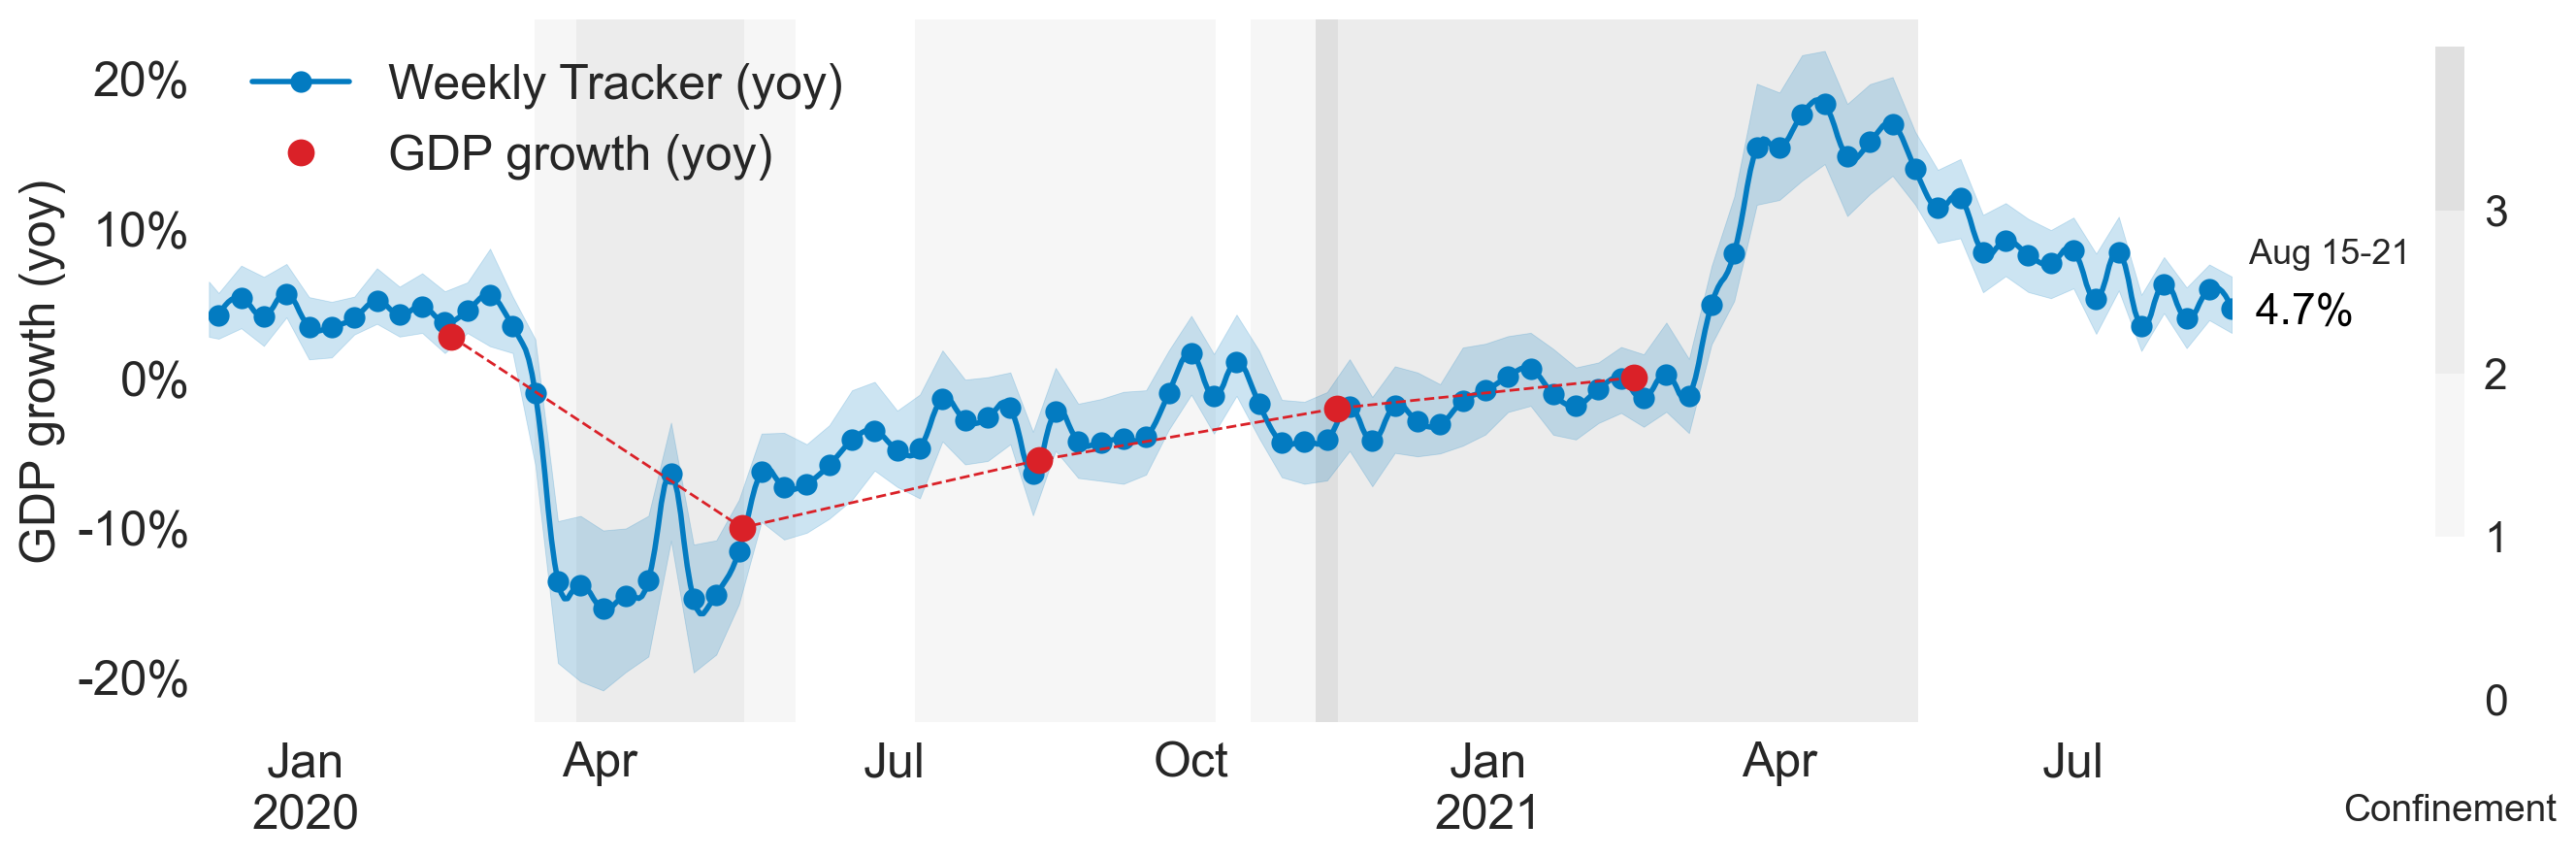 Weekly Tracker (yoy)
GDP growth (yoy)
GDP growth (yoy)
20%
10%
0%
-10%
-20%
Jan
2020
Apr
Jul
Oct
Jan
2021
Apr
Jul
Aug 15-21
4.7%
3
2
1
0
Confinement